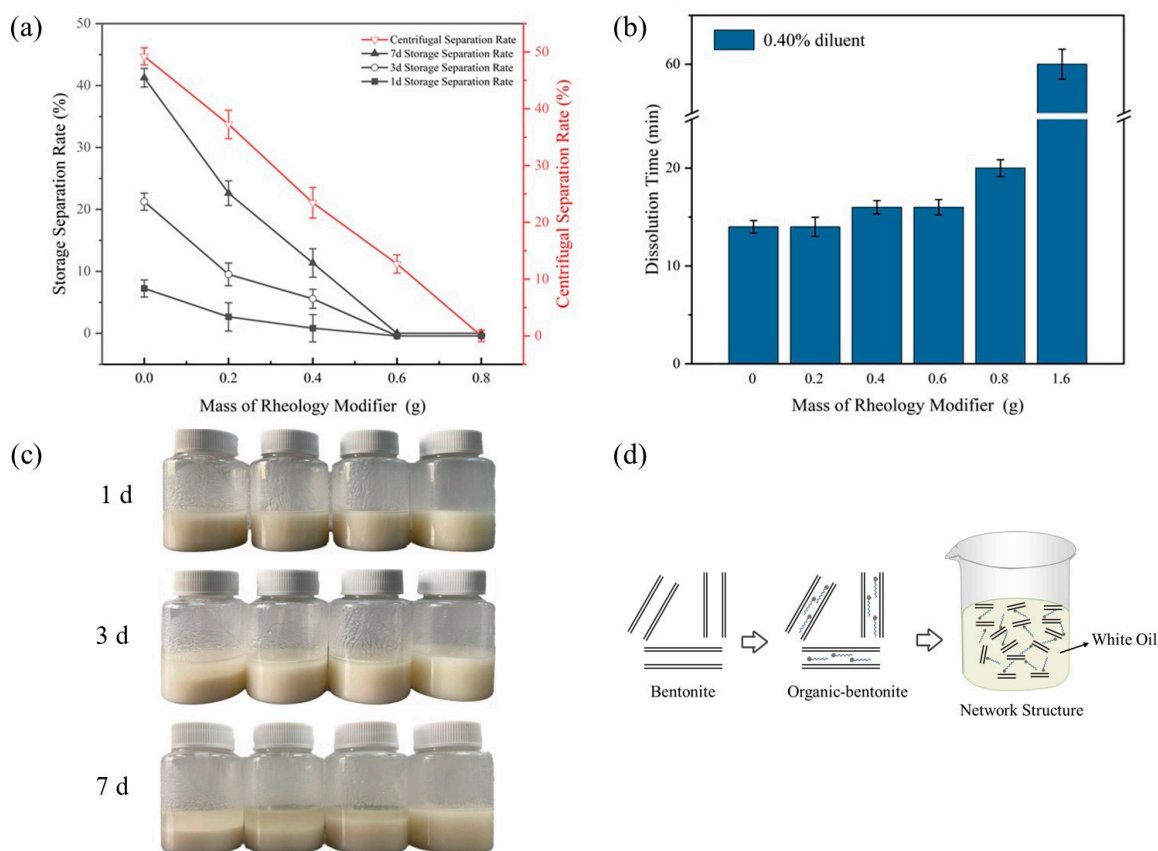 (a)
50
40
30
20
10
0
Storage Separation Rate (%)
Centrifugal Separation Rate
7d Storage Separation Rate
3d Storage Separation Rate
1d Storage Separation Rate
50
40
30
20
10
0
Centrifugal Separation Rate (%)
0.0 0.2 0.4 0.6 0.8
Mass of Rheology Modifier (g)
(b)
0.40% diluent
60
20
10
0
Dissolution Time (min)
0 0.2 0.4 0.6 0.8 1.6
Mass of Rheology Modifier (g)
(c)
1 d
3 d
7 d
(d)
Bentonite
Organic-bentonite
White Oil
Network Structure